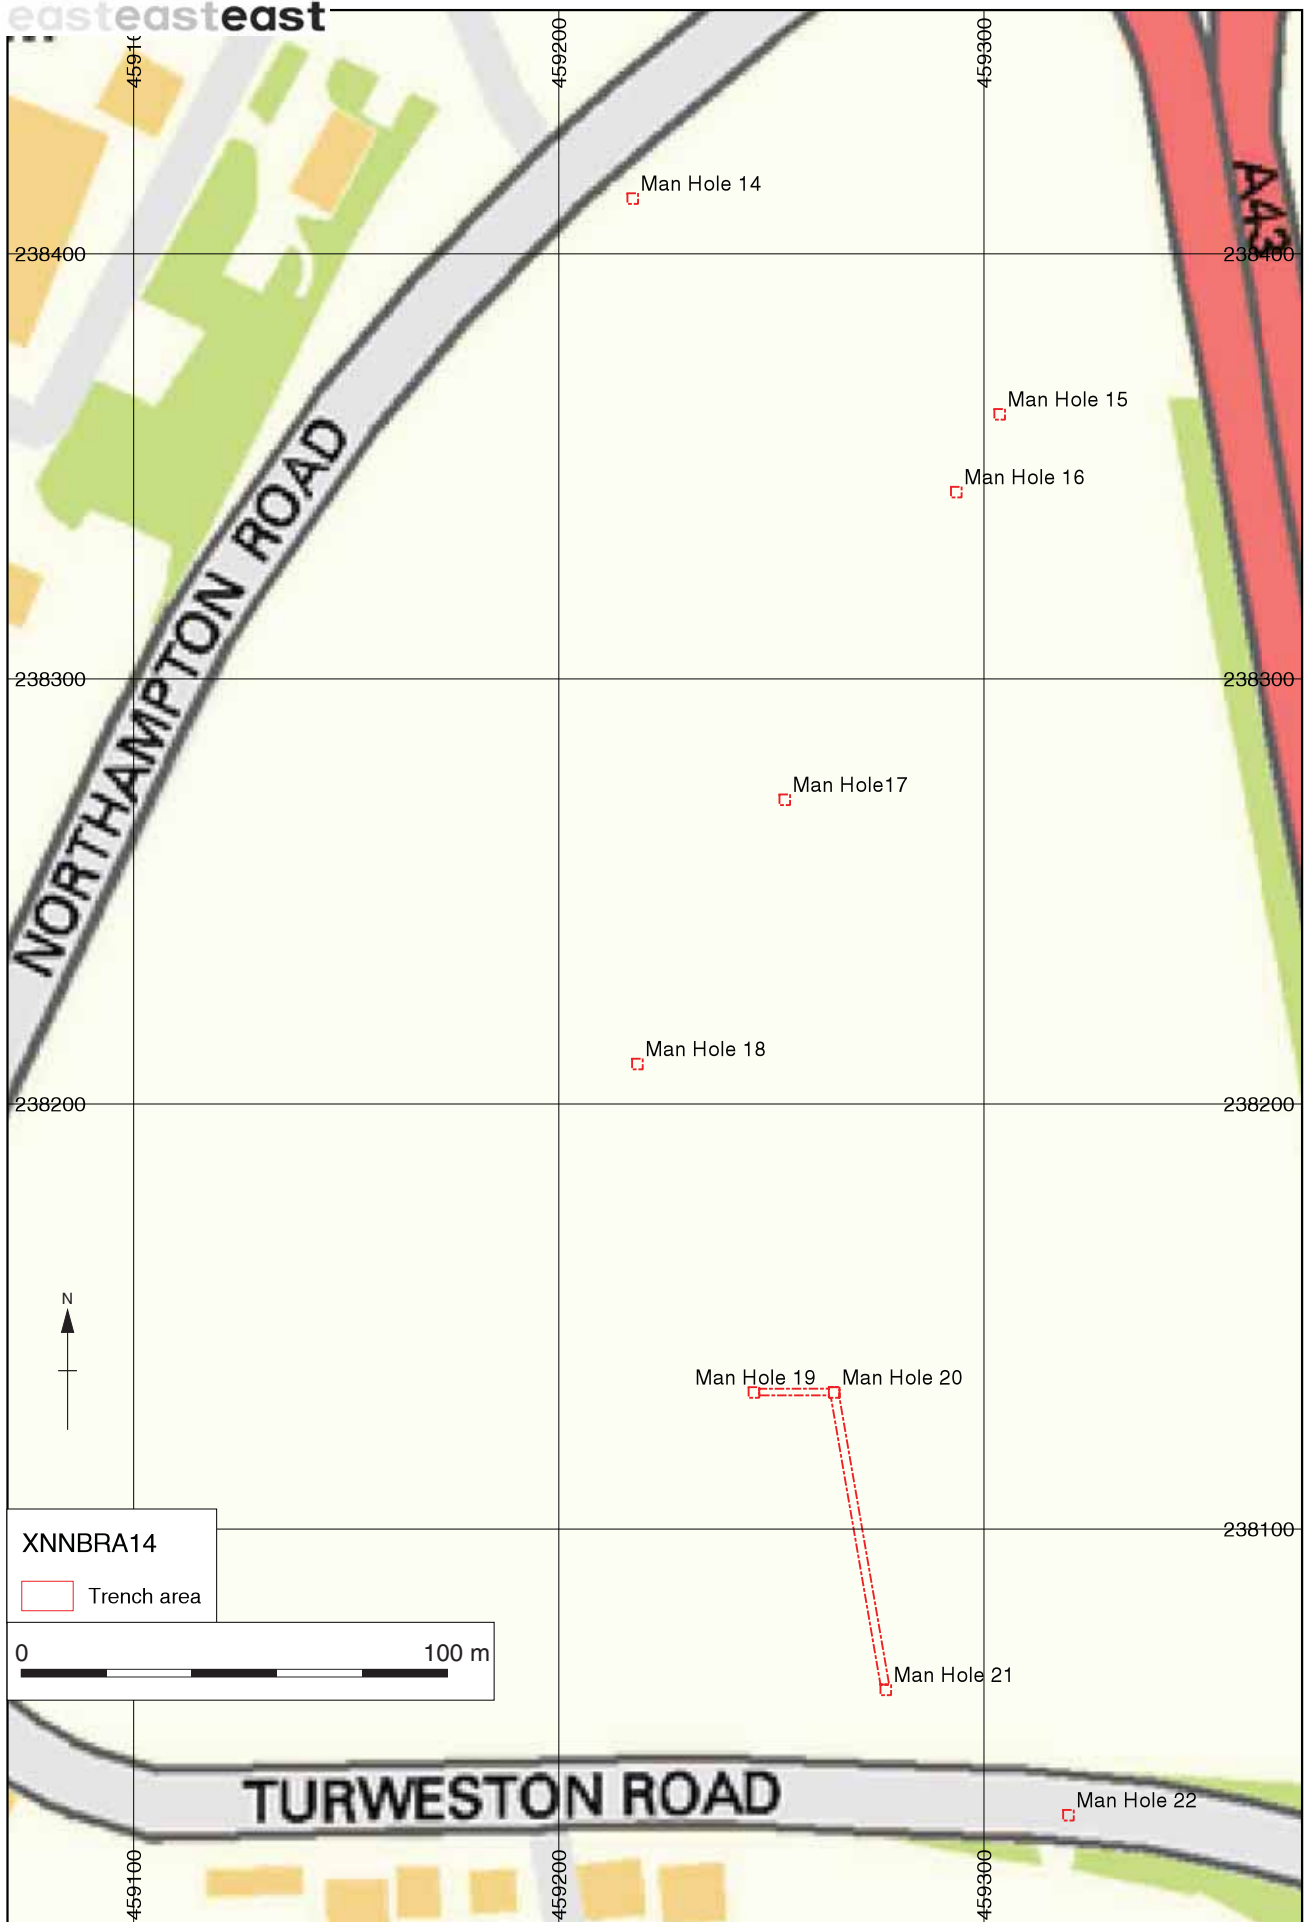 easteasteast
459200
459300
A43
Man Hole 14
238400
238400
Man Hole 15
Man Hole 16
NORTHAMPTON ROAD
238300
238300
Man Hole17
Man Hole 18
238200
238200
N
Man Hole 19
Man Hole 20
XNNBRA14
238100
Trench area
0
100 m
Man Hole 21
TURWESTON ROAD
Man Hole 22
459100
459200
459300